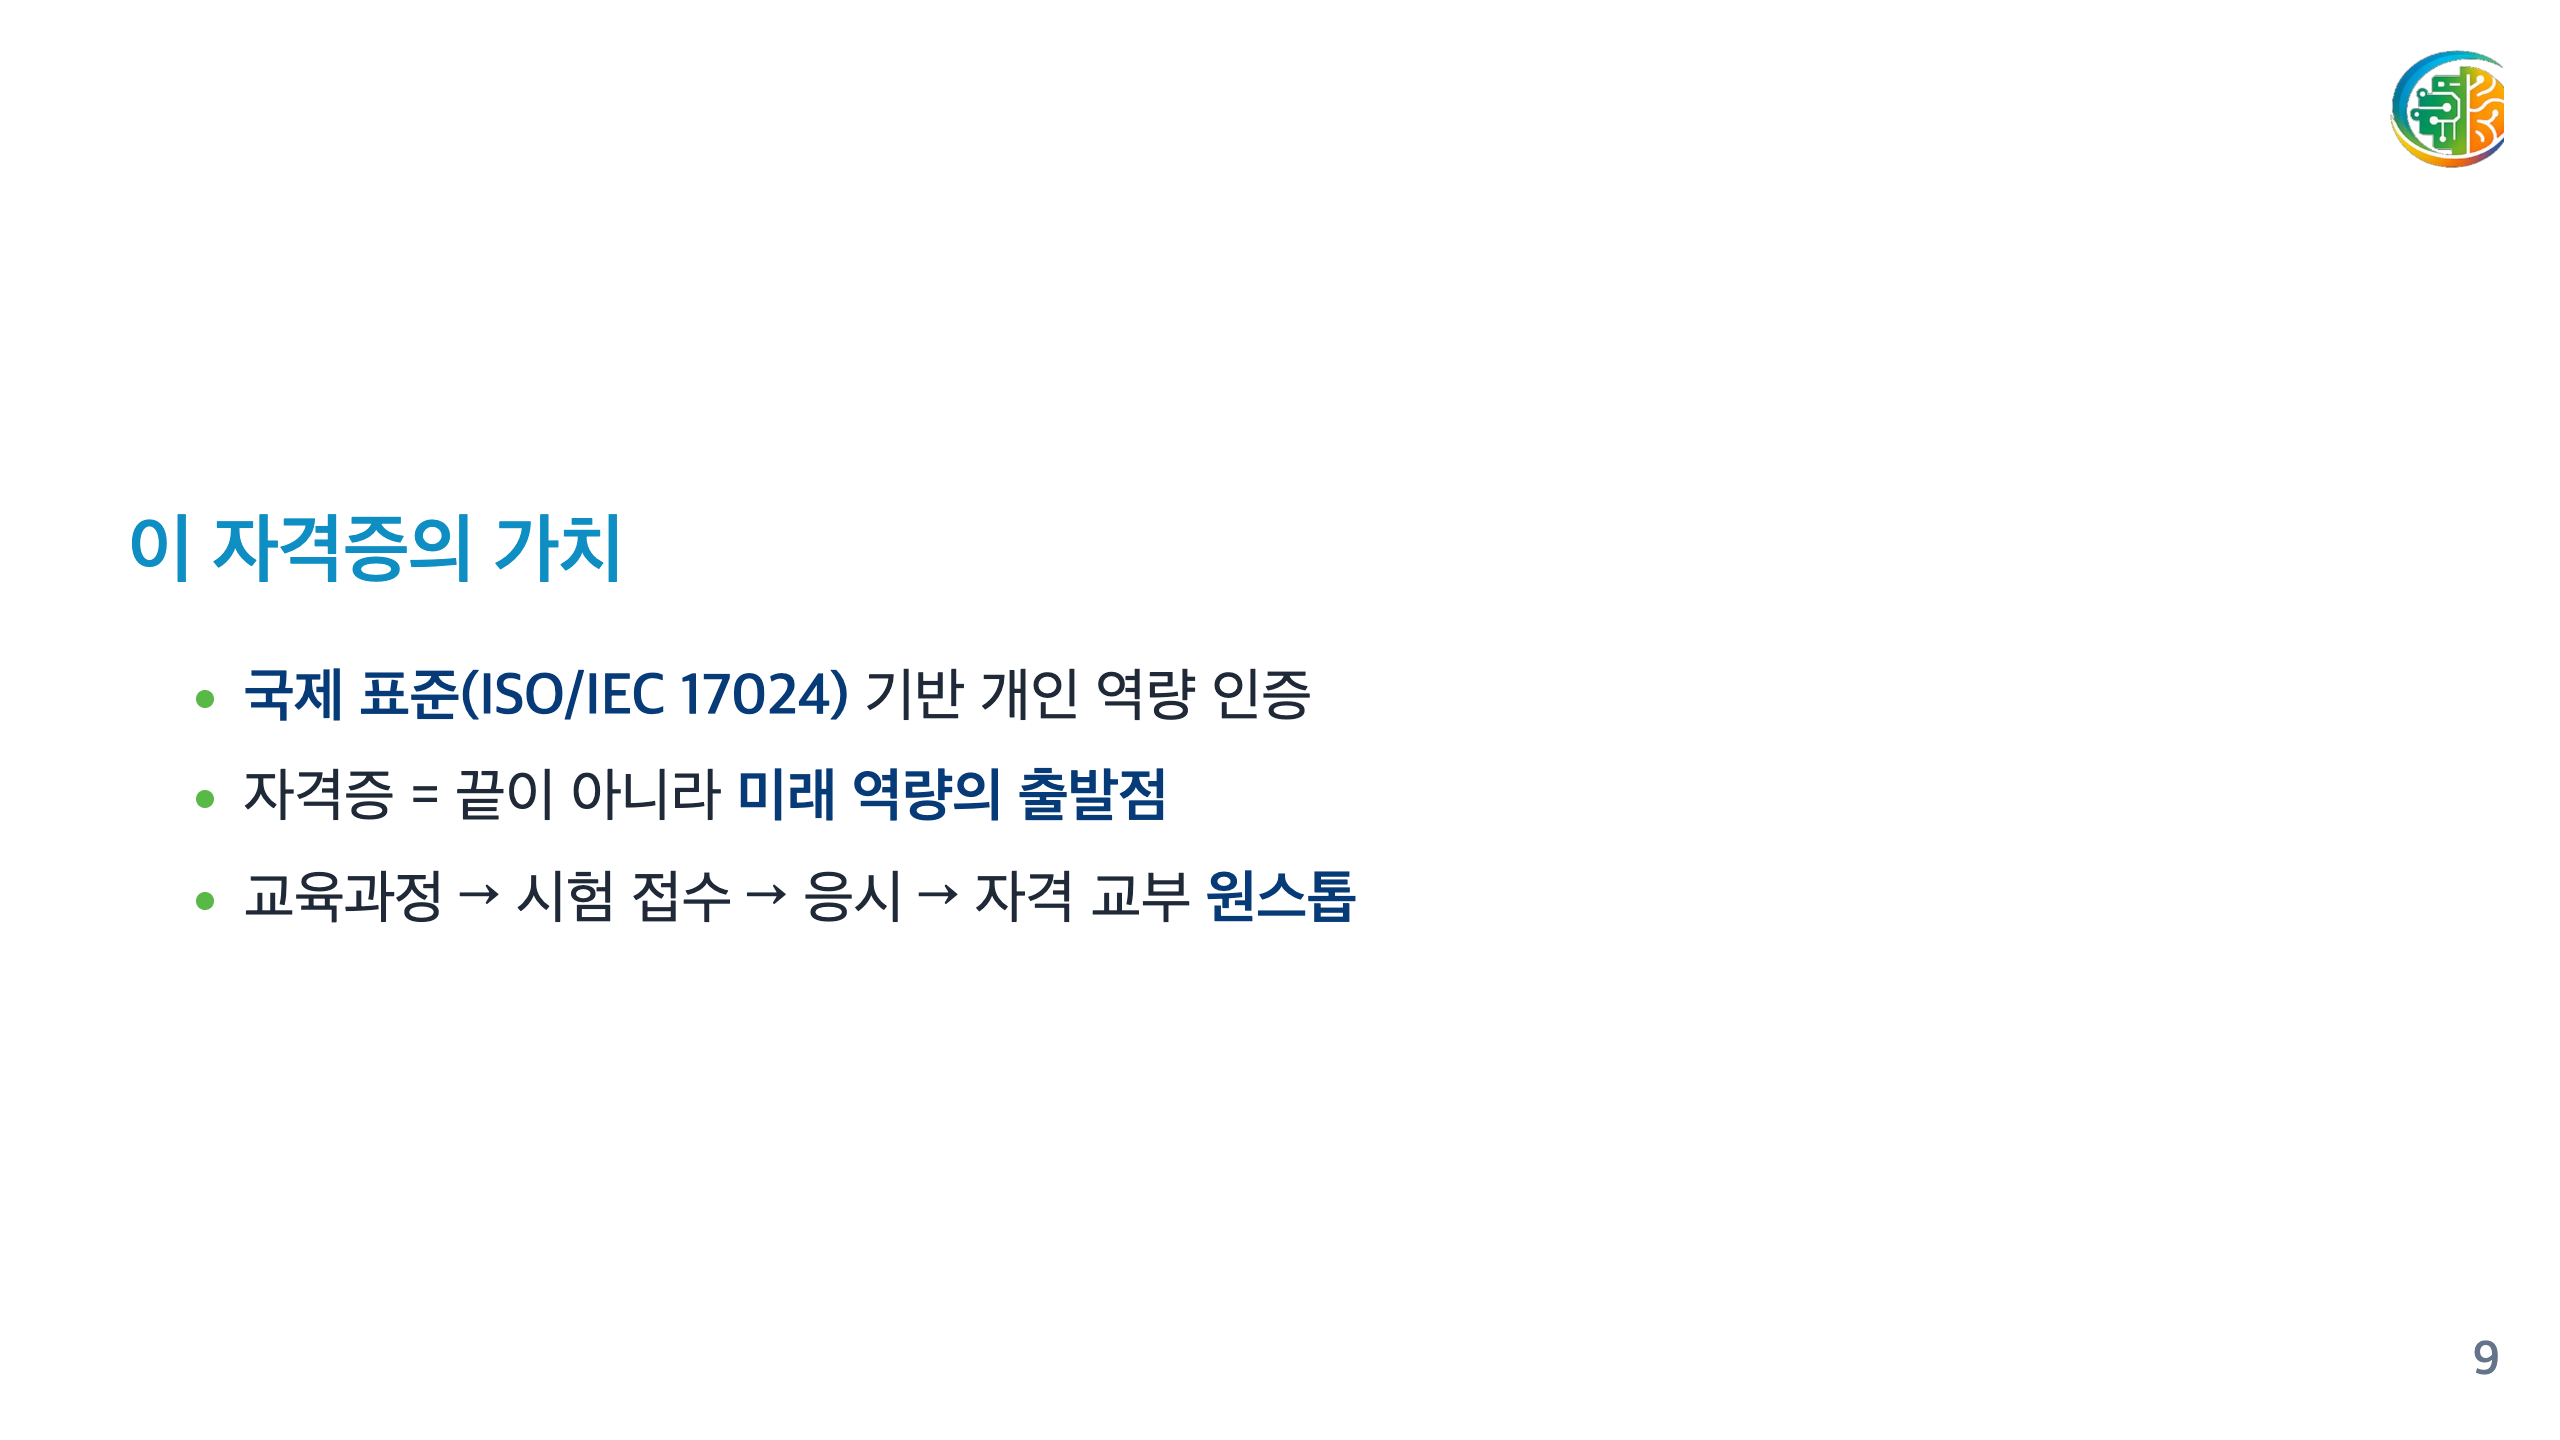 이 자격증의 가치
• 국제 표준(ISO/IEC 17024) 기반 개인 역량 인증
• 자격증 = 끝이 아니라 미래 역량의 출발점
• 교육과정 → 시험 접수 → 응시 → 자격 교부 원스톱
9